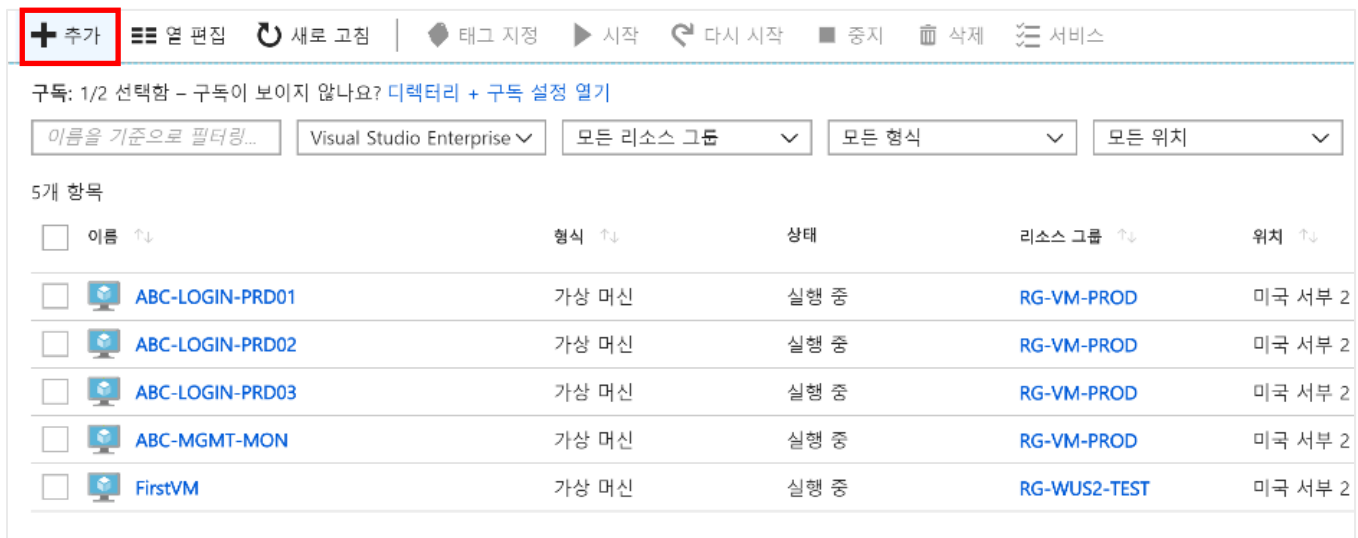 추가 열 편집 새로 고침 태그 지정 시작 다시 시작 중지 삭제 서비스
구독: 1/2 선택함 – 구독이 보이지 않나요? 디렉터리 + 구독 설정 열기
이름을 기준으로 필터링... Visual Studio Enterprise 모든 리소스 그룹 모든 형식 모든 위치
5개 항목
이름 형식 상태 리소스 그룹 위치
ABC-LOGIN-PRD01 가상 머신 실행 중 RG-VM-PROD 미국 서부 2
ABC-LOGIN-PRD02 가상 머신 실행 중 RG-VM-PROD 미국 서부 2
ABC-LOGIN-PRD03 가상 머신 실행 중 RG-VM-PROD 미국 서부 2
ABC-MGMT-MON 가상 머신 실행 중 RG-VM-PROD 미국 서부 2
FirstVM 가상 머신 실행 중 RG-WUS2-TEST 미국 서부 2